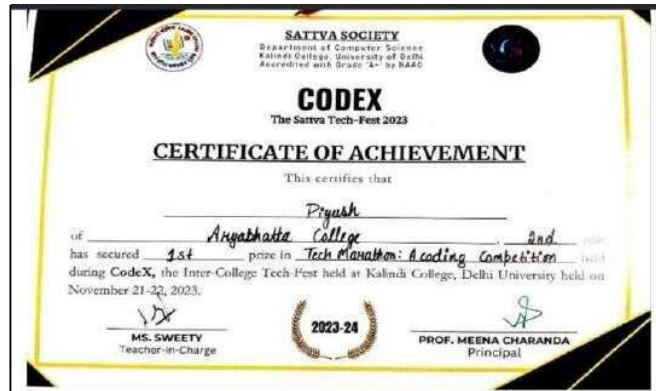 SATTVA SOCIETY
Department of Computer Science
Kalindi College, University of Delhi
Accredited with Grade 'A+' by NAAC
CODEX
The Sattva Tech-Fest 2023
CERTIFICATE OF ACHIEVEMENT
This certifies that
Piyush
of Aryabhatta College, 2nd year
has secured 1st prize in Tech Marathon: A coding Competition held
during CodeX, the Inter-College Tech-Fest held at Kalindi College, Delhi University held on
November 21-22, 2023.
MS. SWEETY
Teacher-in-Charge
2023-24
PROF. MEENA CHARANDA
Principal